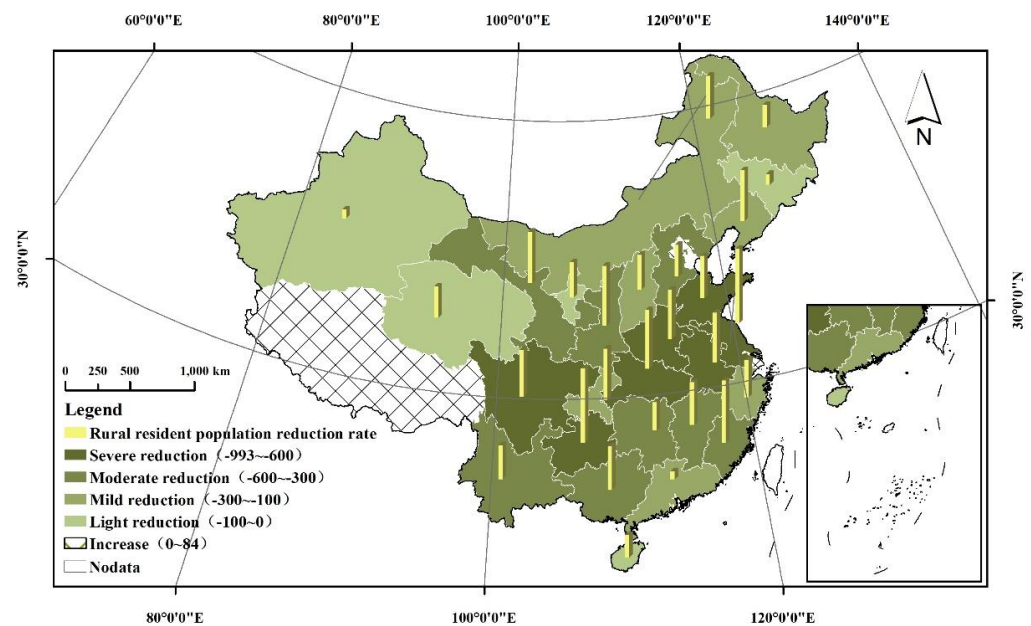 60°0'0"E 80°0'0"E 100°0'0"E 120°0'0"E 140°0'0"E
N
30°0'0"N
30°0'0"N
0 250 500 1,000 km
Legend
Rural resident population reduction rate
Severe reduction（-993~-600）
Moderate reduction（-600~-300）
Mild reduction（-300~-100）
Light reduction（-100~0）
Increase（0~84）
Nodata
80°0'0"E 100°0'0"E 120°0'0"E